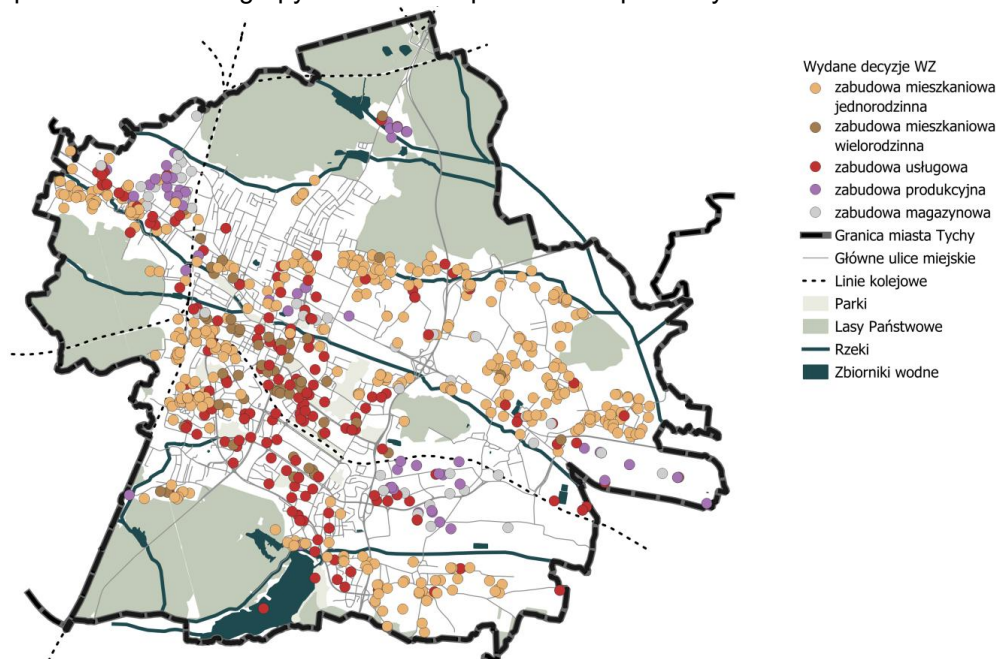 Wydane decyzje WZ
zabudowa mieszkaniowa
jednorodzinna
zabudowa mieszkaniowa
wielorodzinna
zabudowa usługowa
zabudowa produkcyjna
zabudowa magazynowa
Granica miasta Tychy
Główne ulice miejskie
Linie kolejowe
Parki
Lasy Państwowe
Rzeki
Zbiorniki wodne